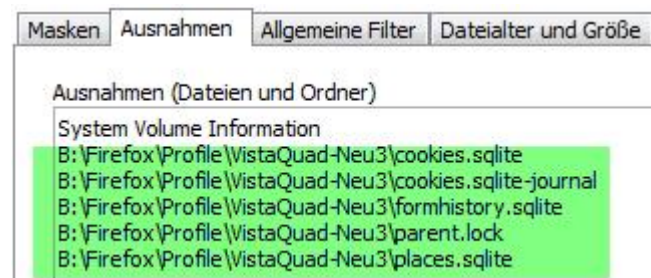 Masken Ausnahmen Allgemeine Filter Dateialter und Größe
Ausnahmen (Dateien und Ordner)
System Volume Information
B:\Firefox\Profile\VistaQuad-Neu3\cookies.sqlite
B:\Firefox\Profile\VistaQuad-Neu3\cookies.sqlite-journal
B:\Firefox\Profile\VistaQuad-Neu3\formhistory.sqlite
B:\Firefox\Profile\VistaQuad-Neu3\parent.lock
B:\Firefox\Profile\VistaQuad-Neu3\places.sqlite